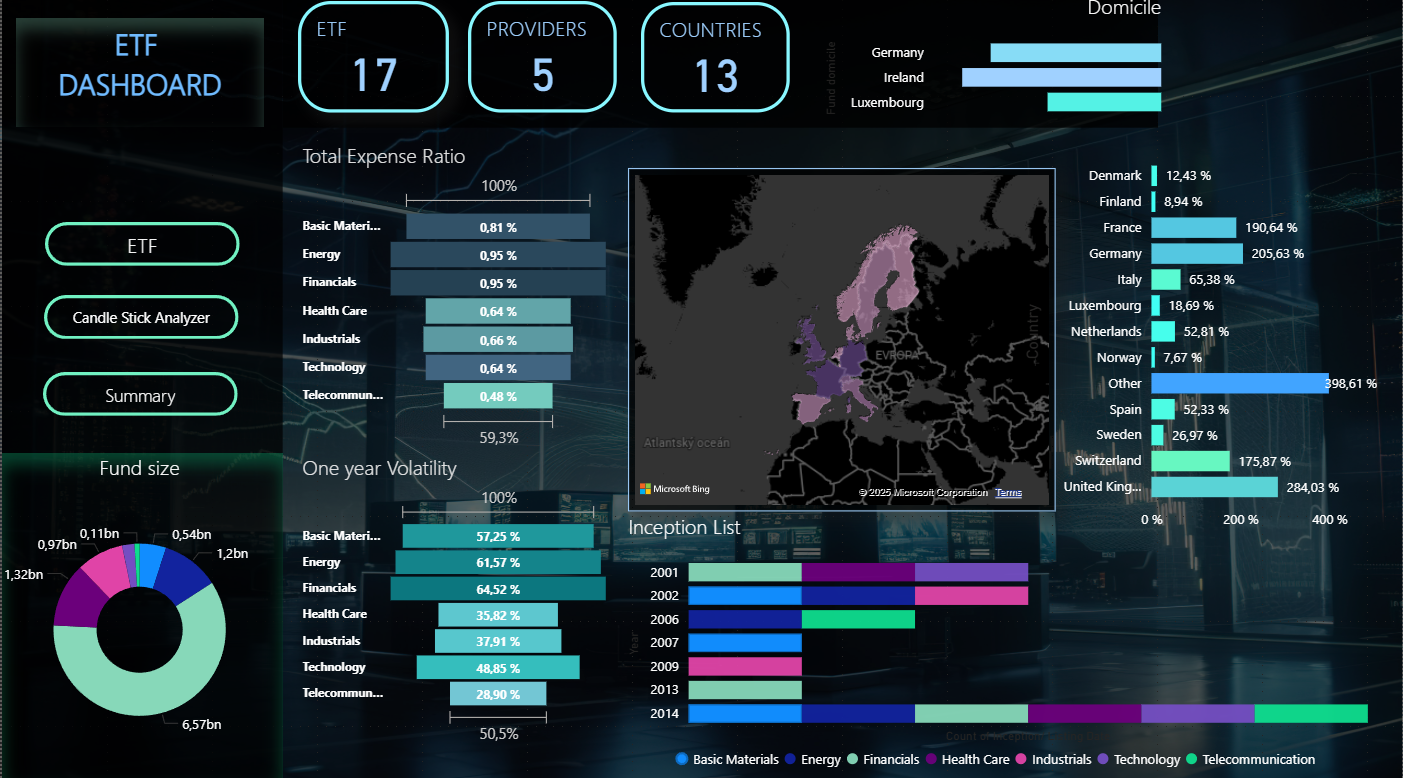 ETF
DASHBOARD
ETF
17
PROVIDERS
5
COUNTRIES
13
Domicile
Fund domicile
Germany
Ireland
Luxembourg
ETF
Candle Stick Analyzer
Summary
Total Expense Ratio
100%
Basic Materi... 0,81 %
Energy 0,95 %
Financials 0,95 %
Health Care 0,64 %
Industrials 0,66 %
Technology 0,64 %
Telecommun... 0,48 %
59,3%
EVROPA
Atlantský oceán
Microsoft Bing
© 2025 Microsoft Corporation Terms
Country
Denmark 12,43 %
Finland 8,94 %
France 190,64 %
Germany 205,63 %
Italy 65,38 %
Luxembourg 18,69 %
Netherlands 52,81 %
Norway 7,67 %
Other 398,61 %
Spain 52,33 %
Sweden 26,97 %
Switzerland 175,87 %
United King... 284,03 %
0 % 200 % 400 %
Fund size
0,11bn
0,54bn
0,97bn
1,2bn
1,32bn
6,57bn
One year Volatility
100%
Basic Materi... 57,25 %
Energy 61,57 %
Financials 64,52 %
Health Care 35,82 %
Industrials 37,91 %
Technology 48,85 %
Telecommun... 28,90 %
50,5%
Inception List
Year
2001
2002
2006
2007
2009
2013
2014
Count of Inception
Basic Materials Energy Financials Health Care Industrials Technology Telecommunication